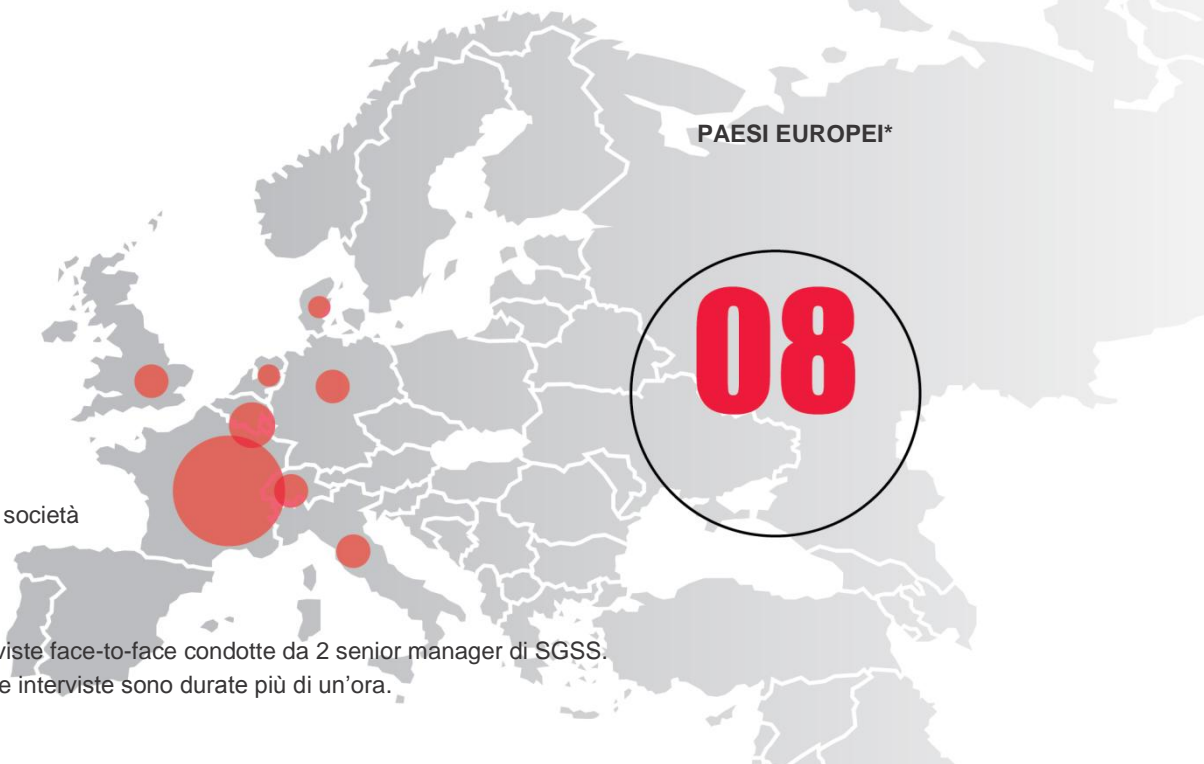 PAESI EUROPEI*
08
società
viste face-to-face condotte da 2 senior manager di SGSS.
e interviste sono durate più di un'ora.